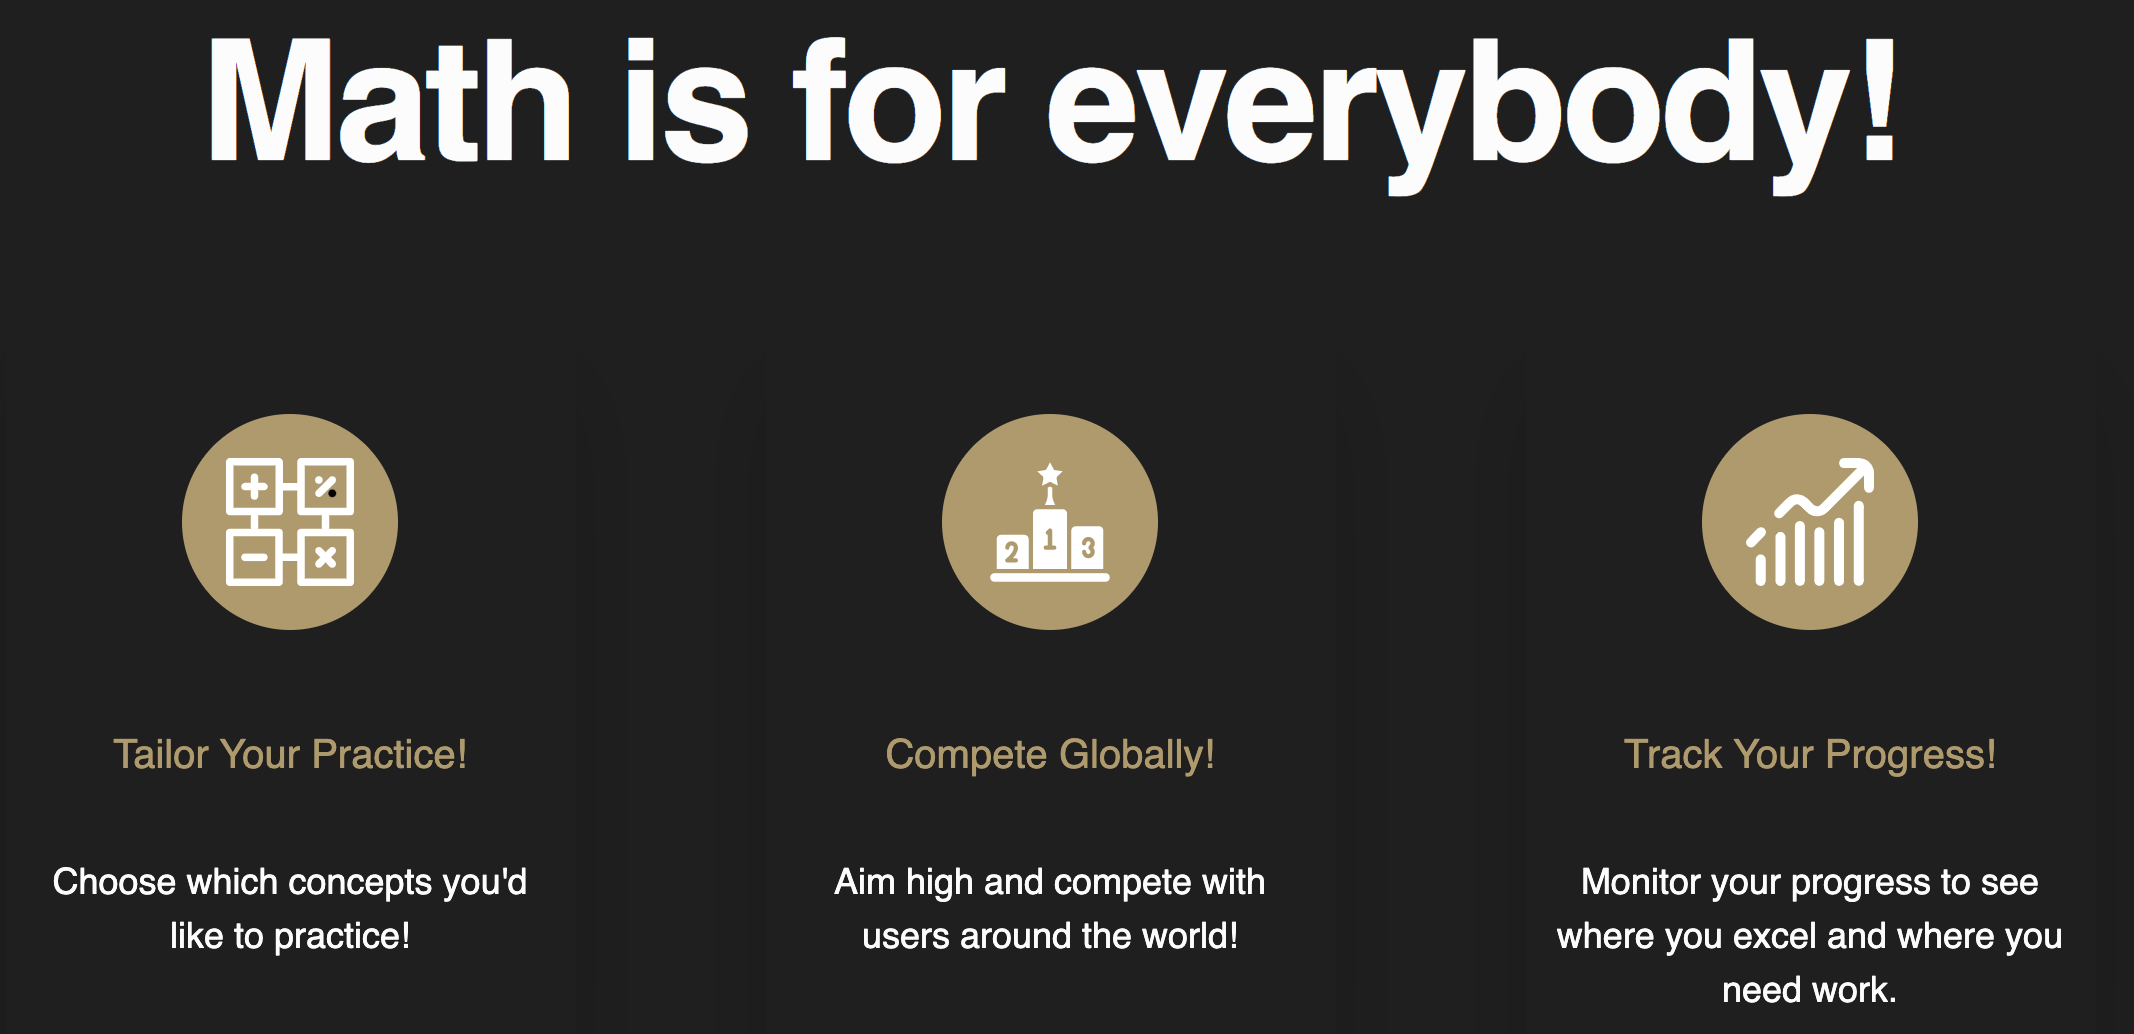 Math is for everybody!
2 1 3
Tailor Your Practice!
Choose which concepts you'd
like to practice!
Compete Globally!
Aim high and compete with
users around the world!
Track Your Progress!
Monitor your progress to see
where you excel and where you
need work.